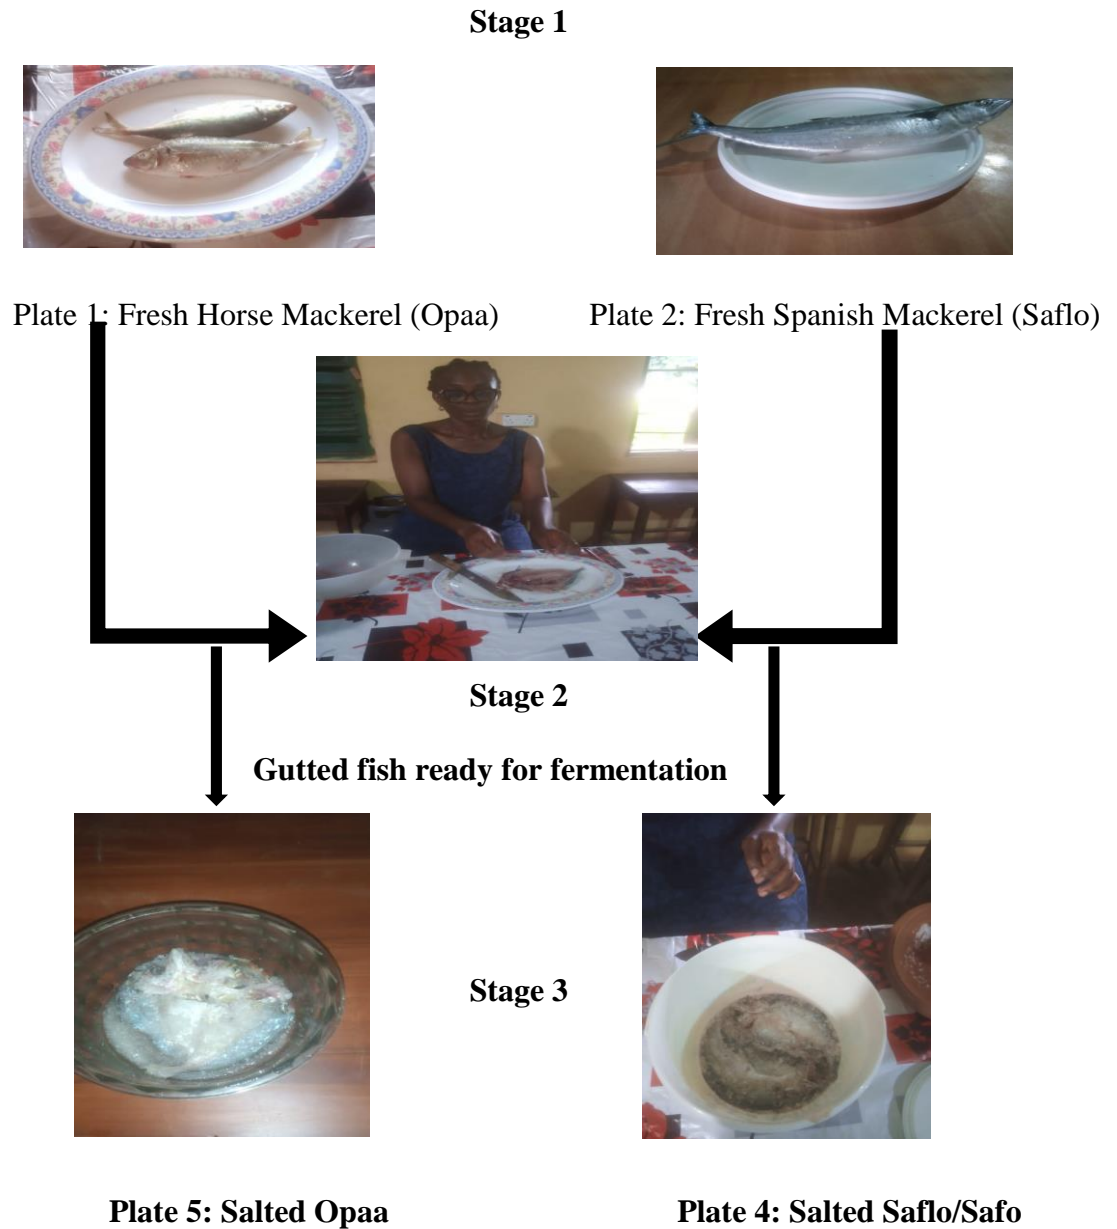 Stage 1
Plate 1: Fresh Horse Mackerel (Opaa)
Plate 2: Fresh Spanish Mackerel (Saflo)
Stage 2
Gutted fish ready for fermentation
Stage 3
Plate 5: Salted Opaa
Plate 4: Salted Saflo/Safo